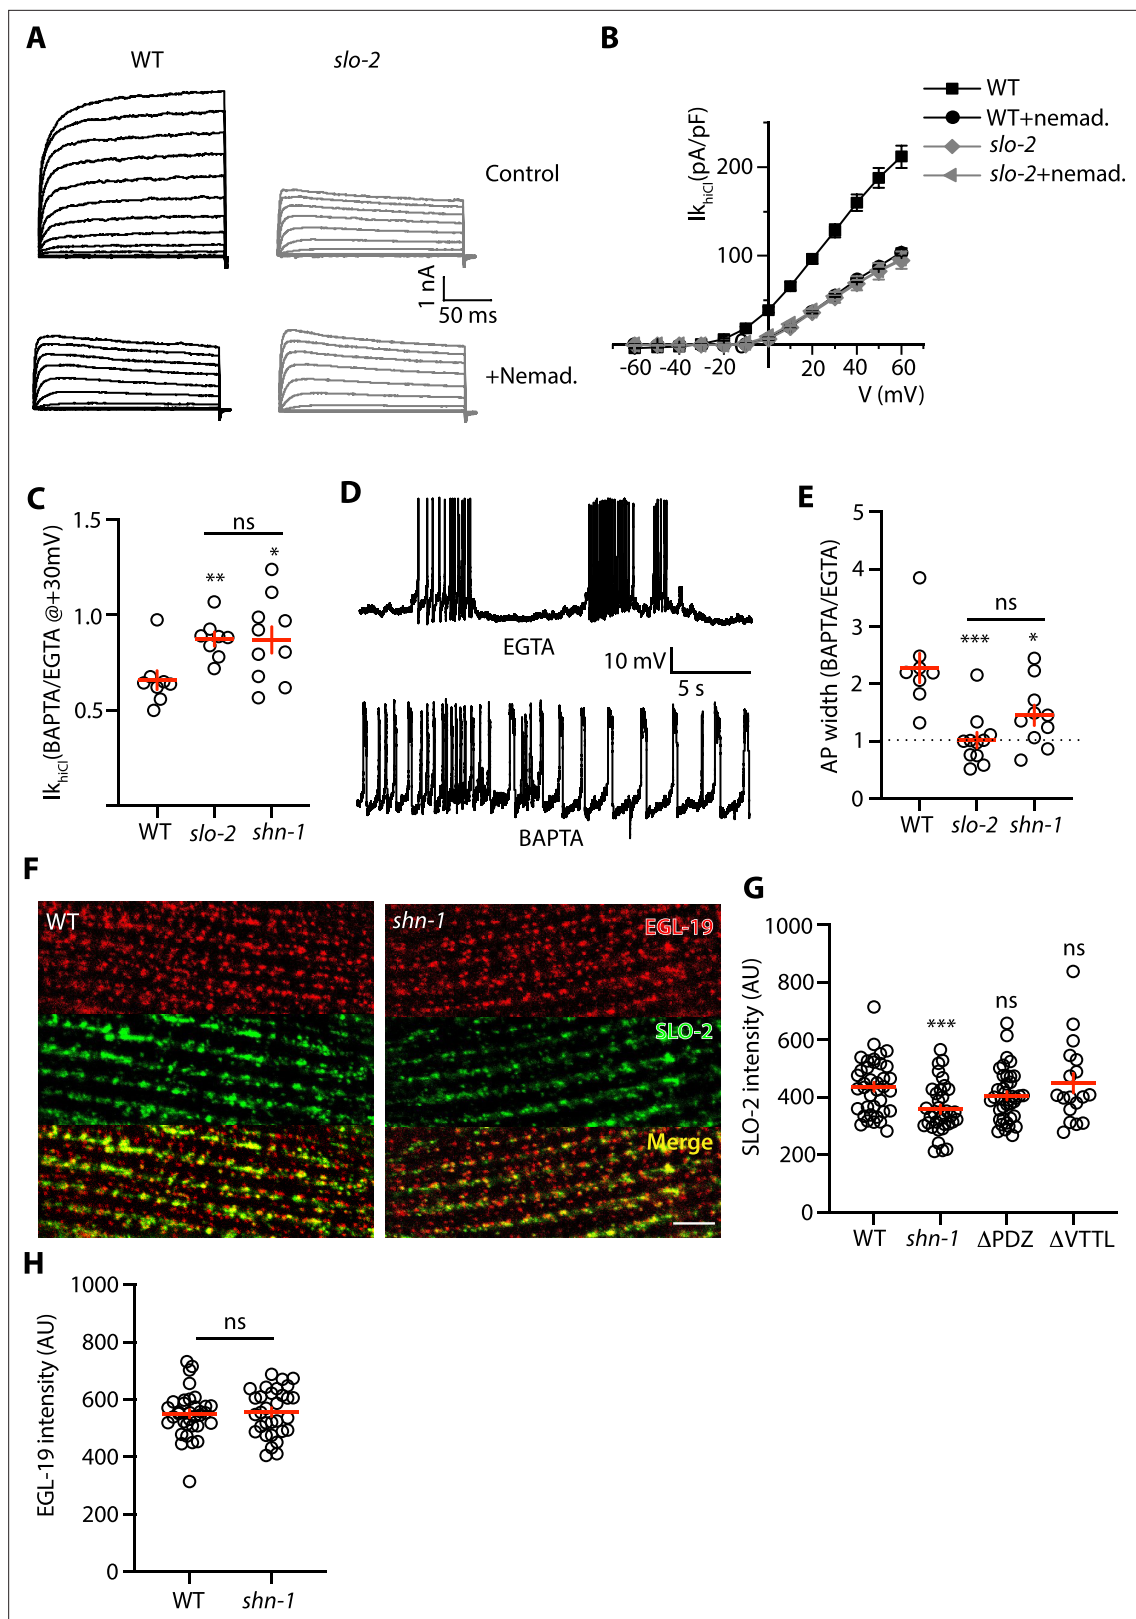 A
WT
slo-2
Control
1 nA
50 ms
+Nemad.
B
WT
WT+nemad.
slo-2
slo-2+nemad.
IkhiCl(pA/pF)
200
100
0
-60
-40
-20
20
40
60
V (mV)
C
IkhiCl(BAPTA/EGTA @+30mV)
1.5
1.0
0.5
ns
**
*
WT
slo-2
shn-1
D
EGTA
10 mV
5 s
BAPTA
E
AP width (BAPTA/EGTA)
5
4
3
2
1
0
ns
***
*
WT
slo-2
shn-1
F
WT
shn-1
EGL-19
SLO-2
Merge
G
SLO-2 intensity (AU)
1000
800
600
400
200
0
***
ns
ns
WT
shn-1
ΔPDZ
ΔVTTL
H
EGL-19 intensity (AU)
1000
800
600
400
200
0
ns
WT
shn-1